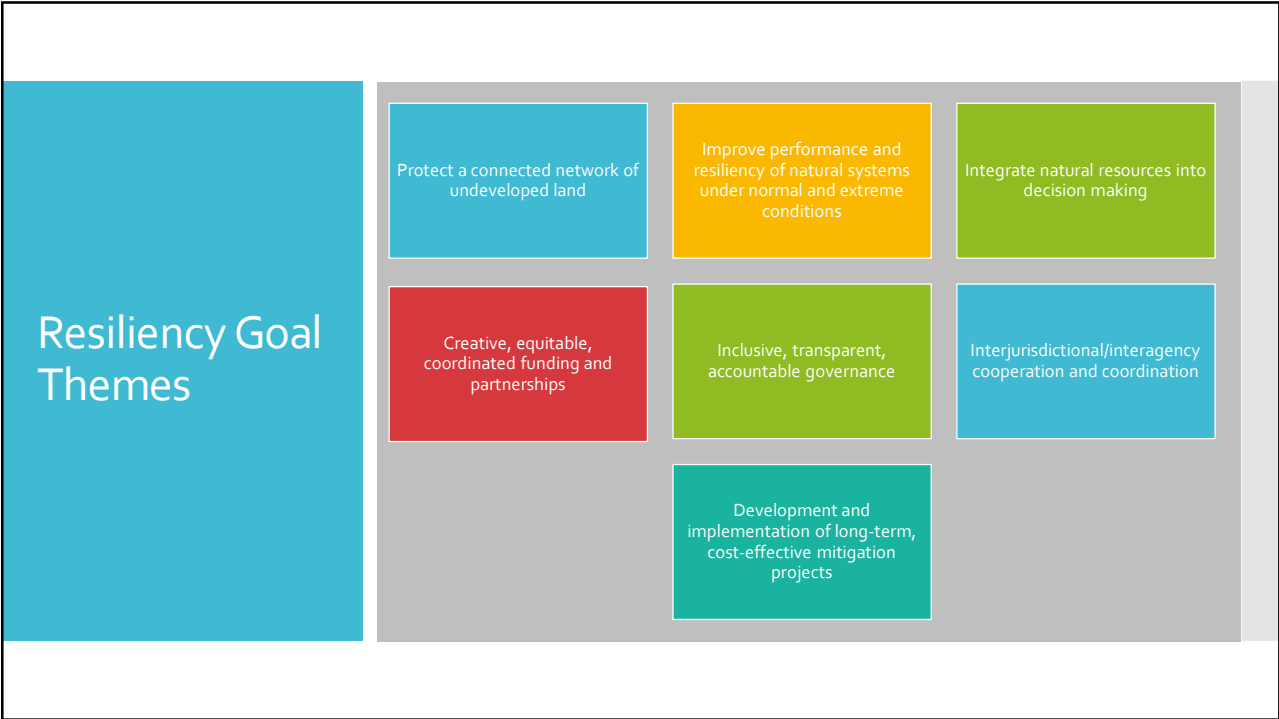 Resiliency Goal
Themes
Protect a connected network of
undeveloped land
Improve performance and
resiliency of natural systems
under normal and extreme
conditions
Integrate natural resources into
decision making
Creative, equitable,
coordinated funding and
partnerships
Inclusive, transparent,
accountable governance
Interjurisdictional/interagency
cooperation and coordination
Development and
implementation of long-term,
cost-effective mitigation
projects